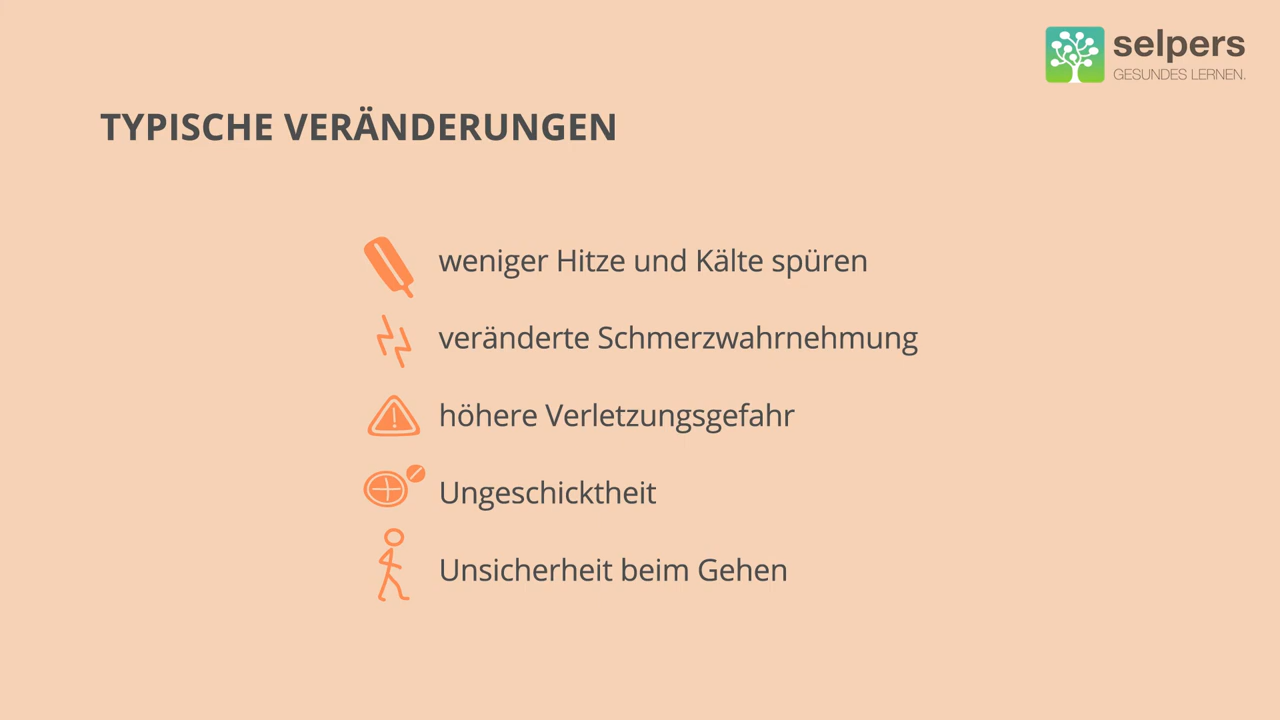 selpers
GESUNDES LERNEN.
TYPISCHE VERÄNDERUNGEN
weniger Hitze und Kälte spüren
veränderte Schmerzwahrnehmung
höhere Verletzungsgefahr
Ungeschicktheit
Unsicherheit beim Gehen